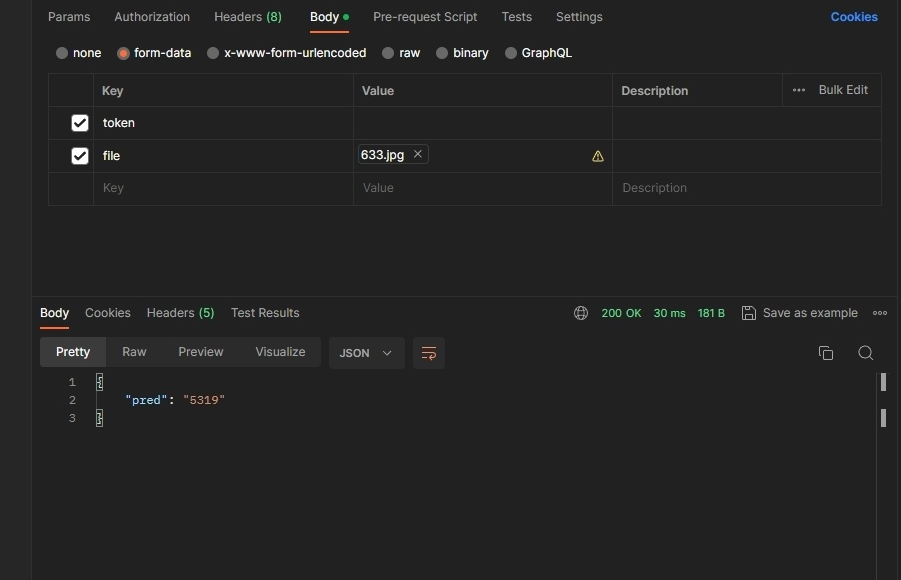 Params Authorization Headers (8) Body Pre-request Script Tests Settings Cookies
none form-data x-www-form-urlencoded raw binary GraphQL
Key Value Description ••• Bulk Edit
token
file 633.jpg
Key Value Description
Body Cookies Headers (5) Test Results 200 OK 30 ms 181 B Save as example
Pretty Raw Preview Visualize JSON
1 {
2 "pred": "5319"
3 }